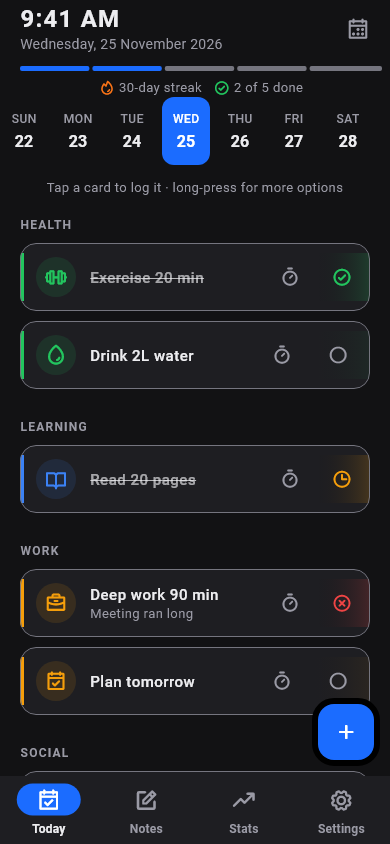 9:41 AM
Wednesday, 25 November 2026
30-day streak 2 of 5 done
SUN MON TUE WED THU FRI SAT
22 23 24 25 26 27 28
Tap a card to log it · long-press for more options
HEALTH
Exercise 20 min
Drink 2L water
LEARNING
Read 20 pages
WORK
Deep work 90 min
Meeting ran long
Plan tomorrow
+
SOCIAL
Today Notes Stats Settings